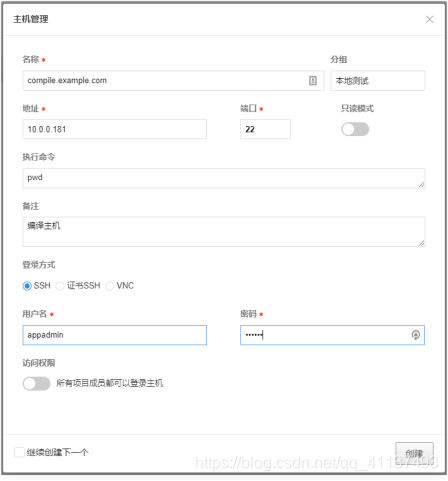 主机管理
名称 * 分组
compile.example.com 本地测试
地址 * 端口 * 只读模式
10.0.0.181 22
执行命令
pwd
备注
编译主机
登录方式
SSH 证书SSH VNC
用户名 * 密码 *
appadmin ••••••
访问权限
所有项目成员都可以登录主机
继续创建下一个 创建
https://blog.csdn.net/qq_41137493